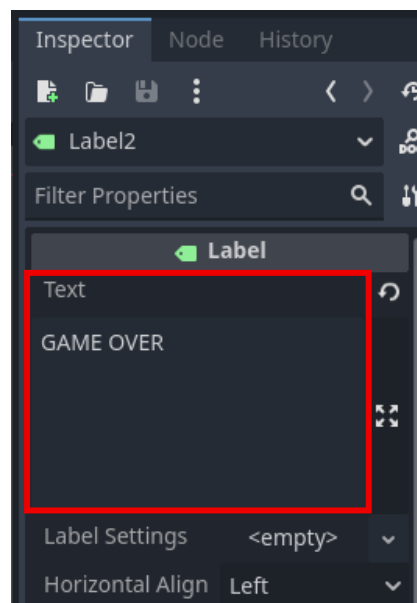 Inspector Node History
Label2
Filter Properties
Label
Text
GAME OVER
Label Settings <empty>
Horizontal Align Left